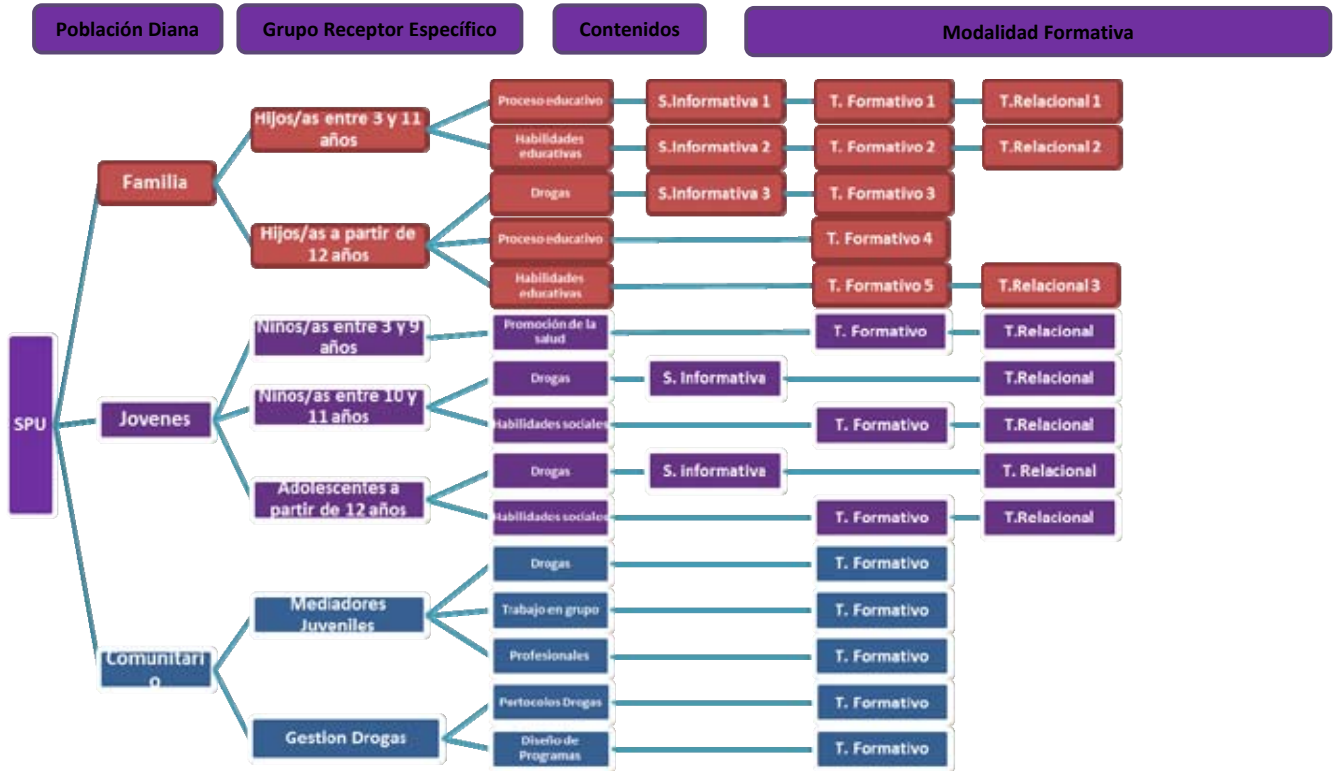 Población Diana
Grupo Receptor Específico
Contenidos
Modalidad Formativa
SPU
Familia
Hijos/as entre 3 y 11
años
Proceso educativo
S.Informativa 1
T. Formativo 1
T.Relacional 1
Habilidades
educativas
S.Informativa 2
T. Formativo 2
T.Relacional 2
Hijos/as a partir de
12 años
Drogas
S.Informativa 3
T. Formativo 3
Proceso educativo
T. Formativo 4
Habilidades
educativas
T. Formativo 5
T.Relacional 3
Jovenes
Ninos/as entre 3 y 9
años
Promoción de la
salud
T. Formativo
T.Relacional
Ninos/as entre 10 y
11 años
Drogas
S. Informativa
T.Relacional
Habilidades sociales
T. Formativo
T.Relacional
Adolescentes a
partir de 12 años
Drogas
S. informativa
T. Relacional
Habilidades sociales
T. Formativo
T.Relacional
Comunitari
o
Mediadores
Juveniles
Drogas
T. Formativo
Trabajo en grupo
T. Formativo
Profesionales
T. Formativo
Gestion Drogas
Pertocolos Drogas
T. Formativo
Diseño de
Programas
T. Formativo